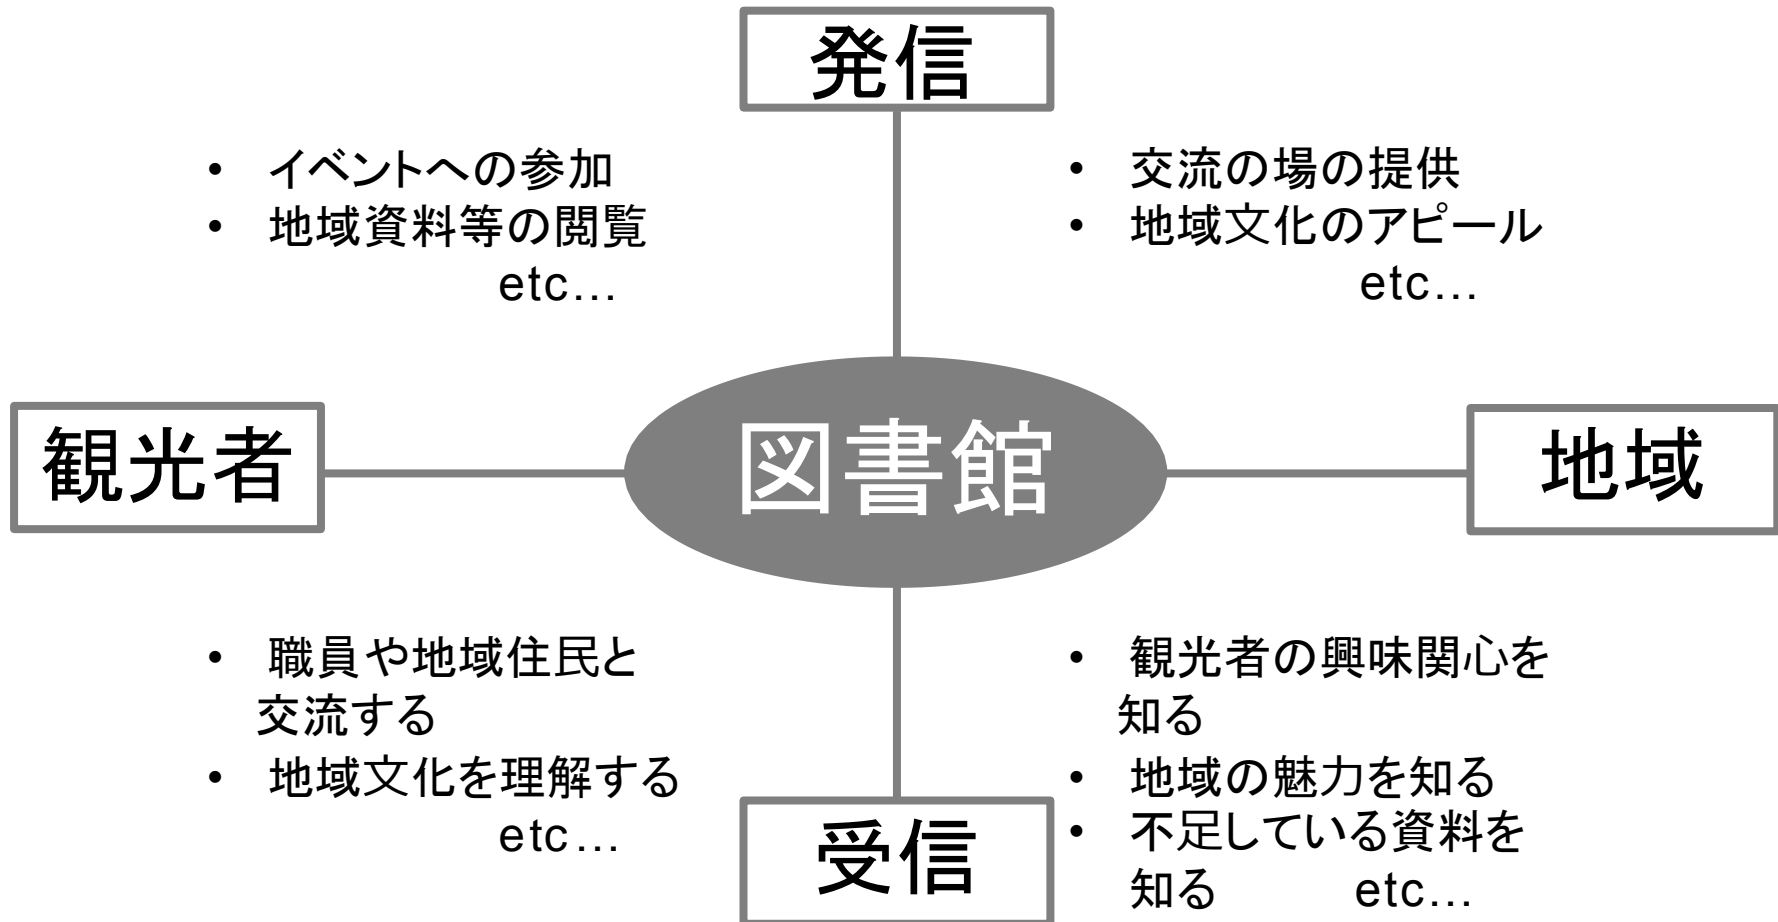 発信
• イベントへの参加
• 地域資料等の閲覧
etc…
• 交流の場の提供
• 地域文化のアピール
etc…
観光者
図書館
地域
• 職員や地域住民と
交流する
• 地域文化を理解する
etc…
• 観光者の興味関心を
知る
• 地域の魅力を知る
• 不足している資料を
知る etc…
受信